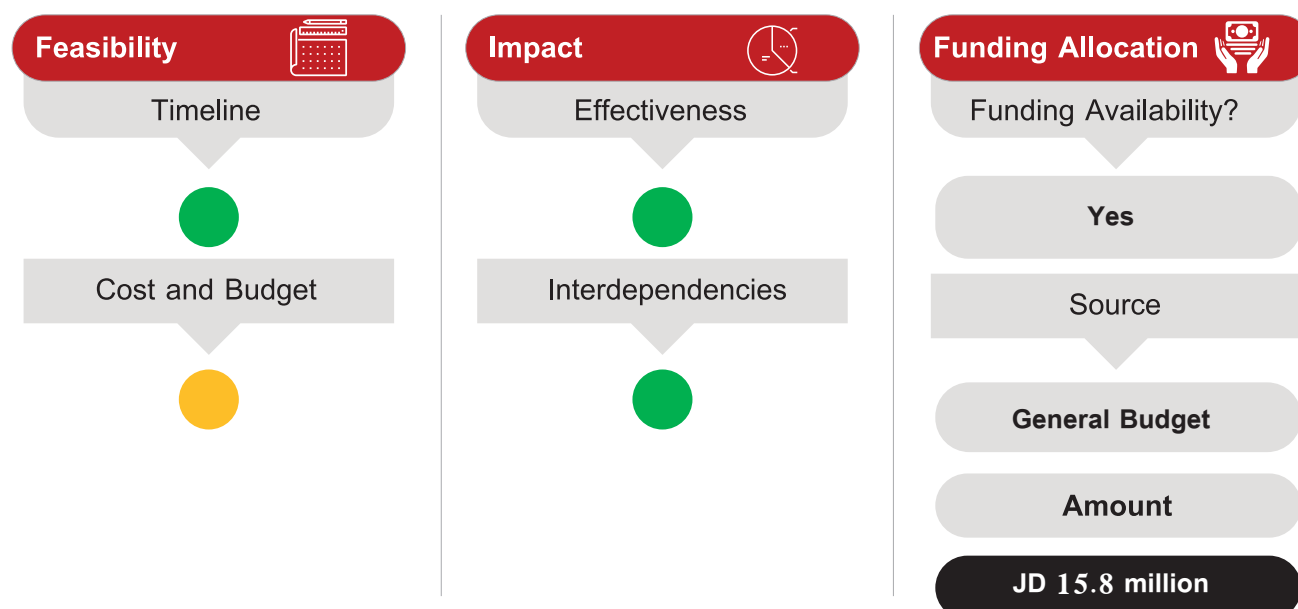 Feasibility
Timeline
Cost and Budget
Impact
Effectiveness
Interdependencies
Funding Allocation
Funding Availability?
Yes
Source
General Budget
Amount
JD 15.8 million